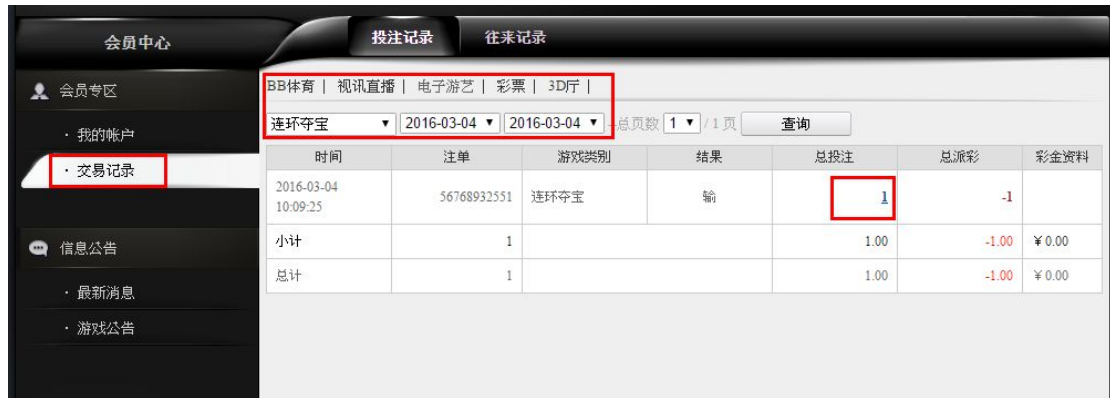 会员中心
投注记录 往来记录
会员专区
· 我的帐户
· 交易记录
信息公告
· 最新消息
· 游戏公告
BB体育 | 视讯直播 | 电子游艺 | 彩票 | 3D厅 |
连环夺宝 ▼ 2016-03-04 ▼ 2016-03-04 ▼ -总页数 1 ▼ / 1 页 查询
时间 注单 游戏类别 结果 总投注 总派彩 彩金资料
2016-03-04
10:09:25 56768932551 连环夺宝 输 1 -1
小计 1 1.00 -1.00 ¥0.00
总计 1 1.00 -1.00 ¥0.00